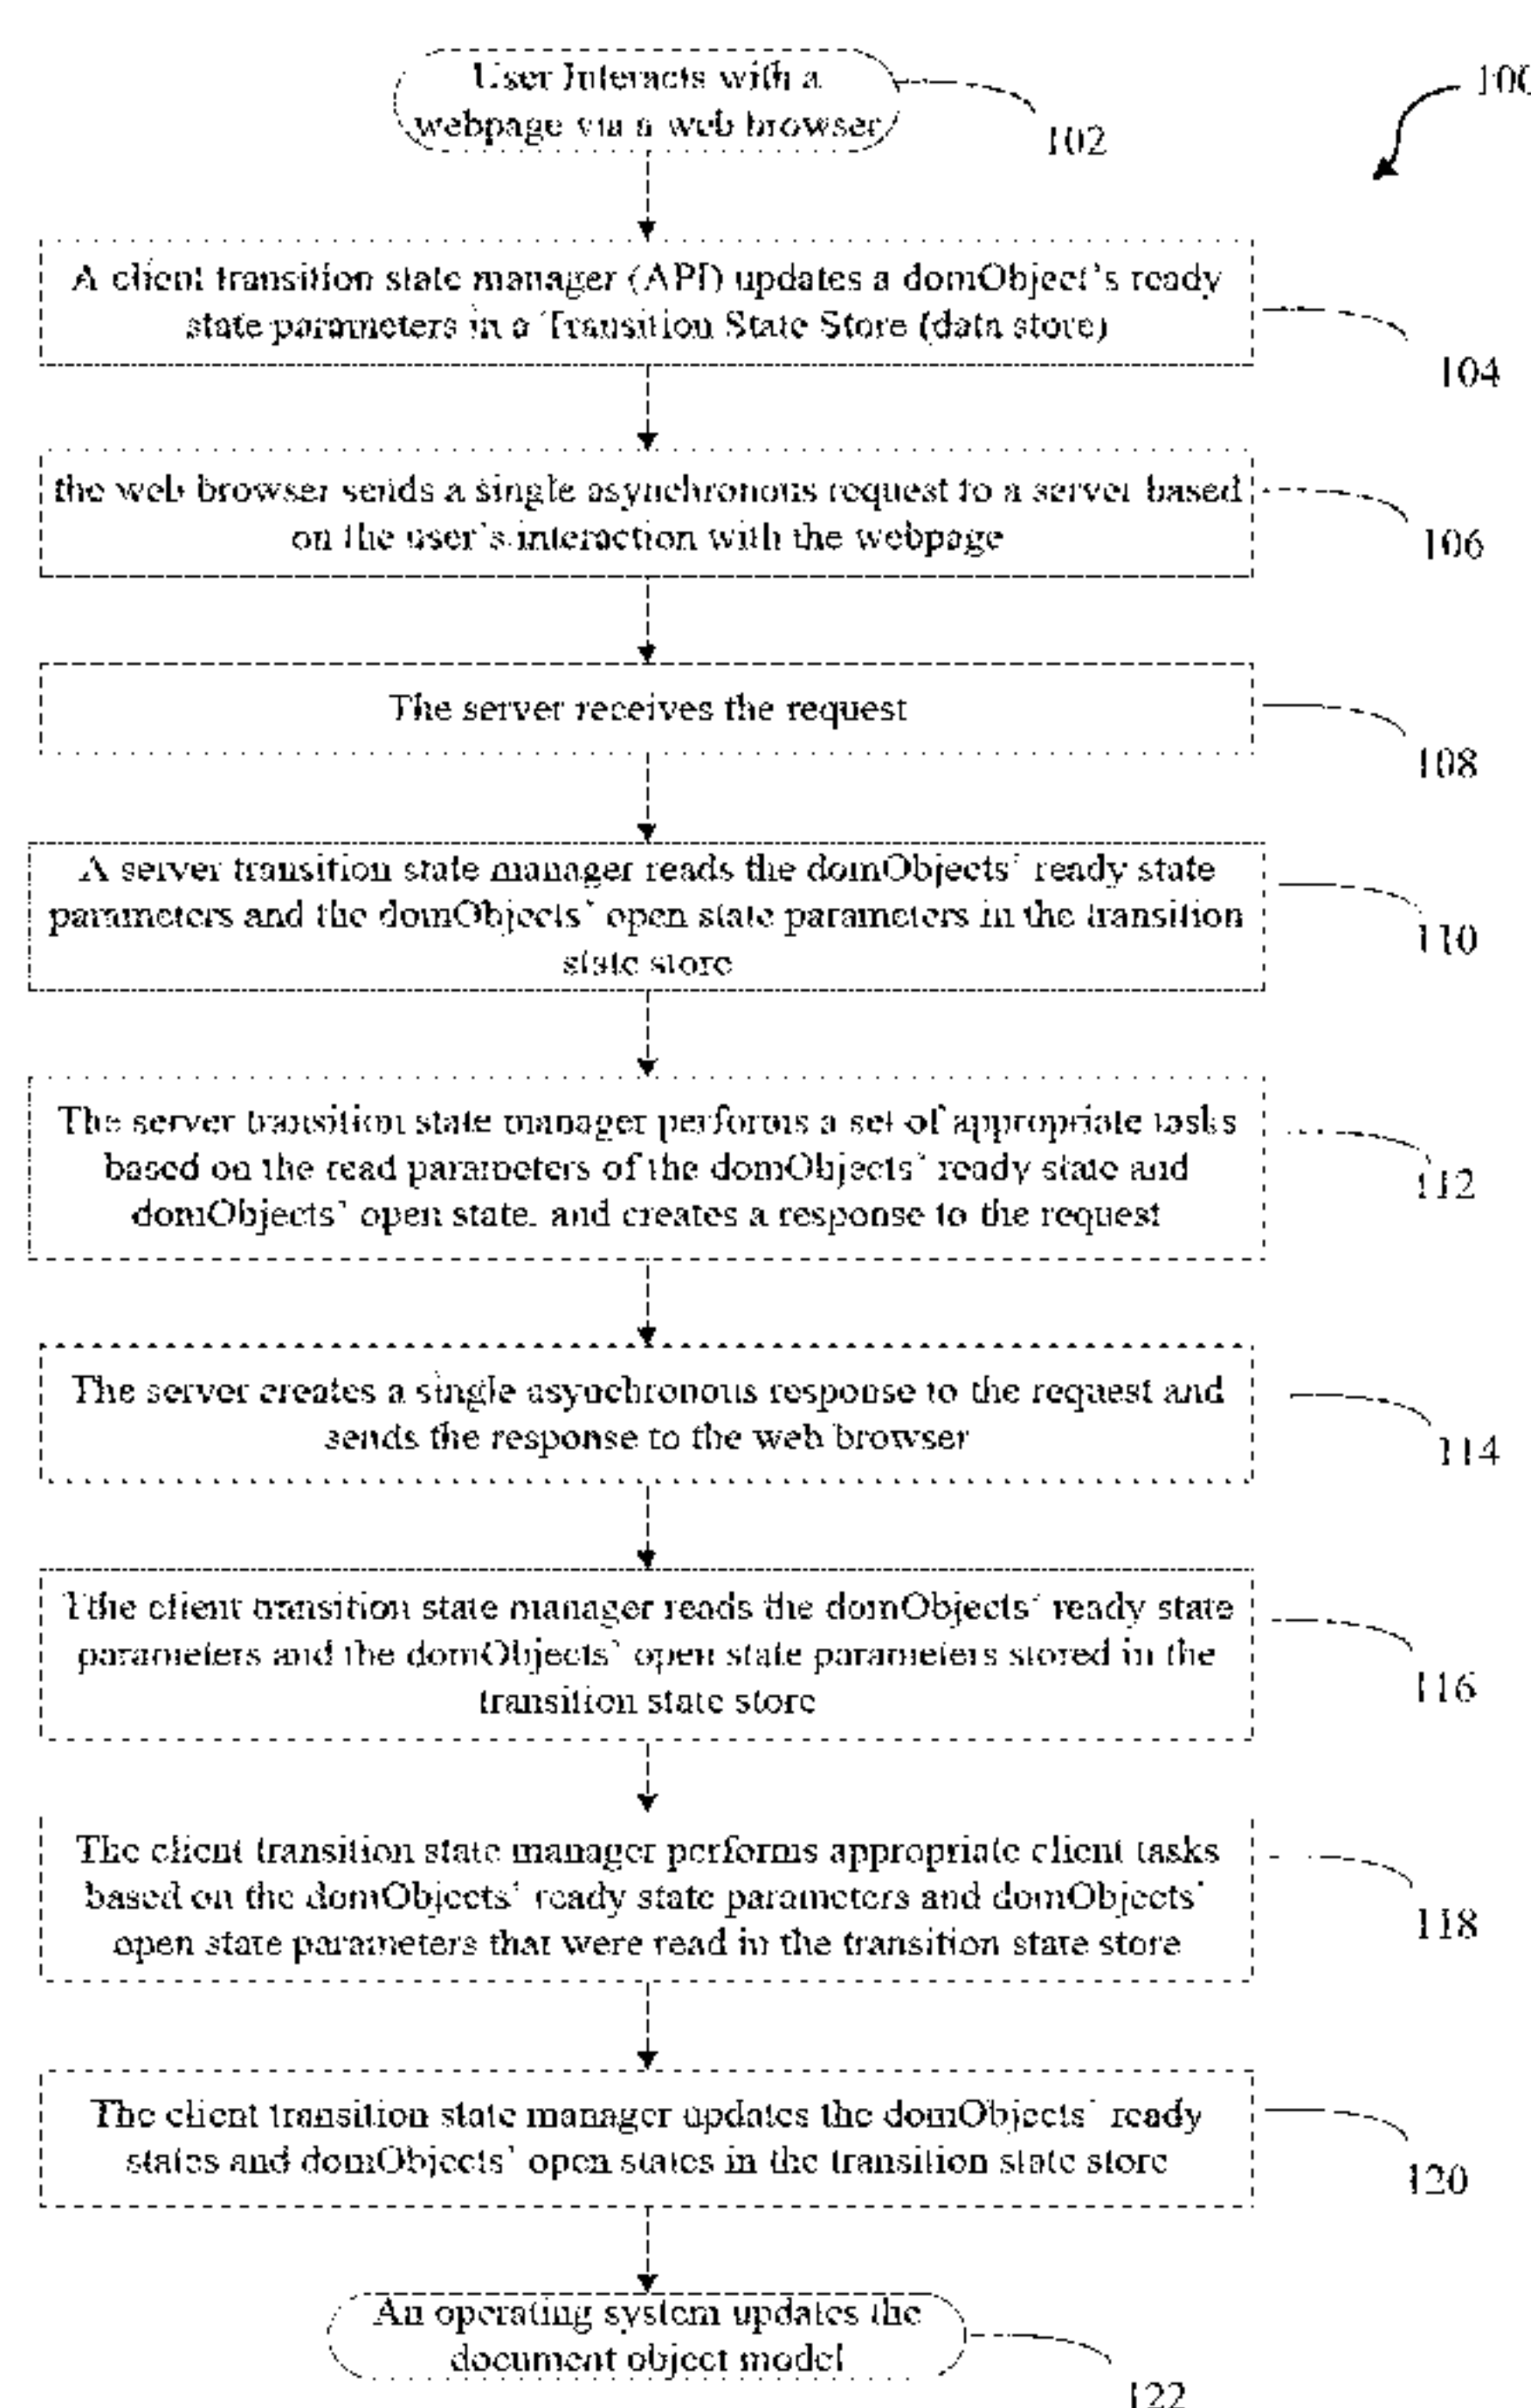 User Interacts with a
webpage via a web browser
100
102
A client transition state manager (API) updates a domObject's ready
state parameters in a Transition State Store (data store)
104
the web browser sends a single asynchronous request to a server based
on the user's interaction with the webpage
106
The server receives the request
108
A server transition state manager reads the domObjects' ready state
parameters and the domObjects' open state parameters in the transition
state store
110
The server transition state manager performs a set of appropriate tasks
based on the read parameters of the domObjects' ready state and
domObjects' open state, and creates a response to the request
112
The server creates a single asynchronous response to the request and
sends the response to the web browser
114
Tthe client transition state manager reads the domObjects' ready state
parameters and the domObjects' open state parameters stored in the
transition state store
116
The client transition state manager performs appropriate client tasks
based on the domObjects' ready state parameters and domObjects'
open state parameters that were read in the transition state store
118
The client transition state manager updates the domObjects' ready
states and domObjects' open states in the transition state store
120
An operating system updates the
document object model
122